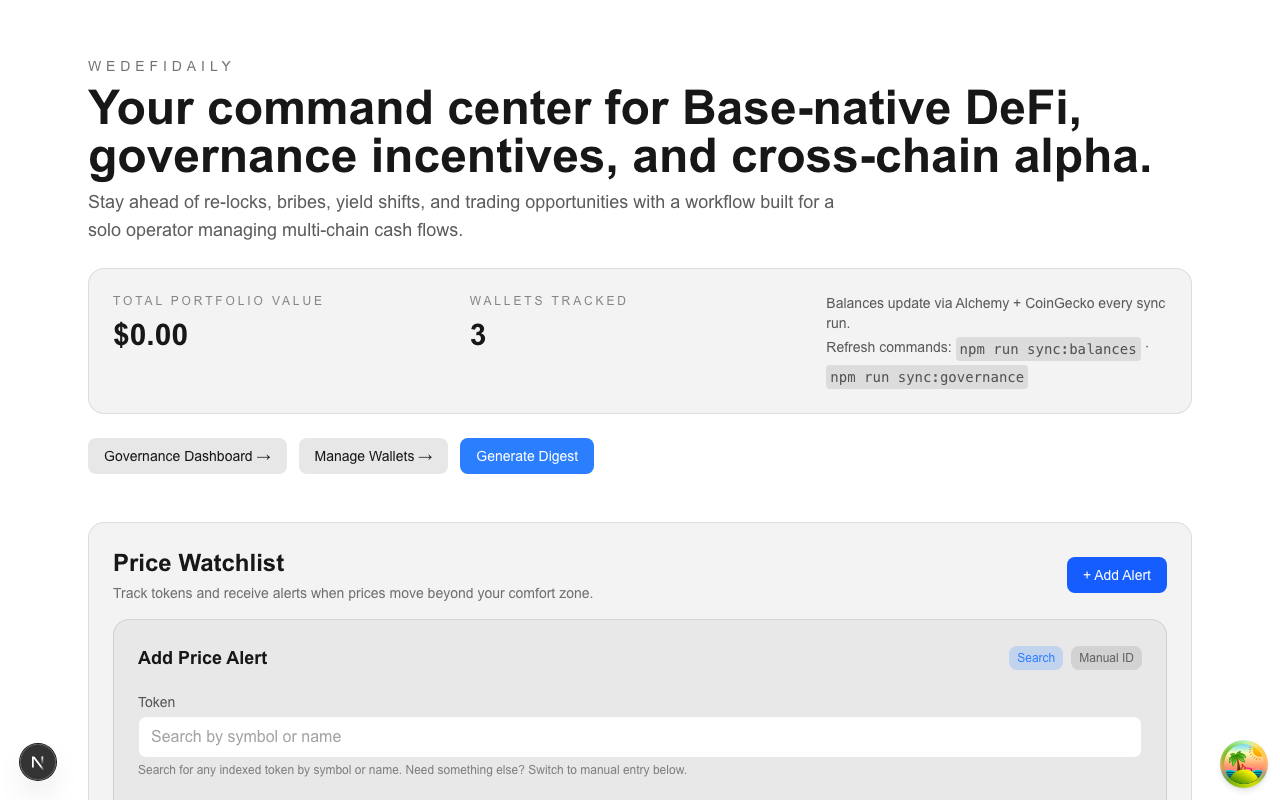 WEDEFIDAILY
Your command center for Base-native DeFi,
governance incentives, and cross-chain alpha.
Stay ahead of re-locks, bribes, yield shifts, and trading opportunities with a workflow built for a
solo operator managing multi-chain cash flows.
TOTAL PORTFOLIO VALUE
$0.00
WALLETS TRACKED
3
Balances update via Alchemy + CoinGecko every sync
run.
Refresh commands: npm run sync:balances ·
npm run sync:governance
Governance Dashboard →
Manage Wallets →
Generate Digest
Price Watchlist
Track tokens and receive alerts when prices move beyond your comfort zone.
+ Add Alert
Add Price Alert
Search
Manual ID
Token
Search by symbol or name
Search for any indexed token by symbol or name. Need something else? Switch to manual entry below.
N